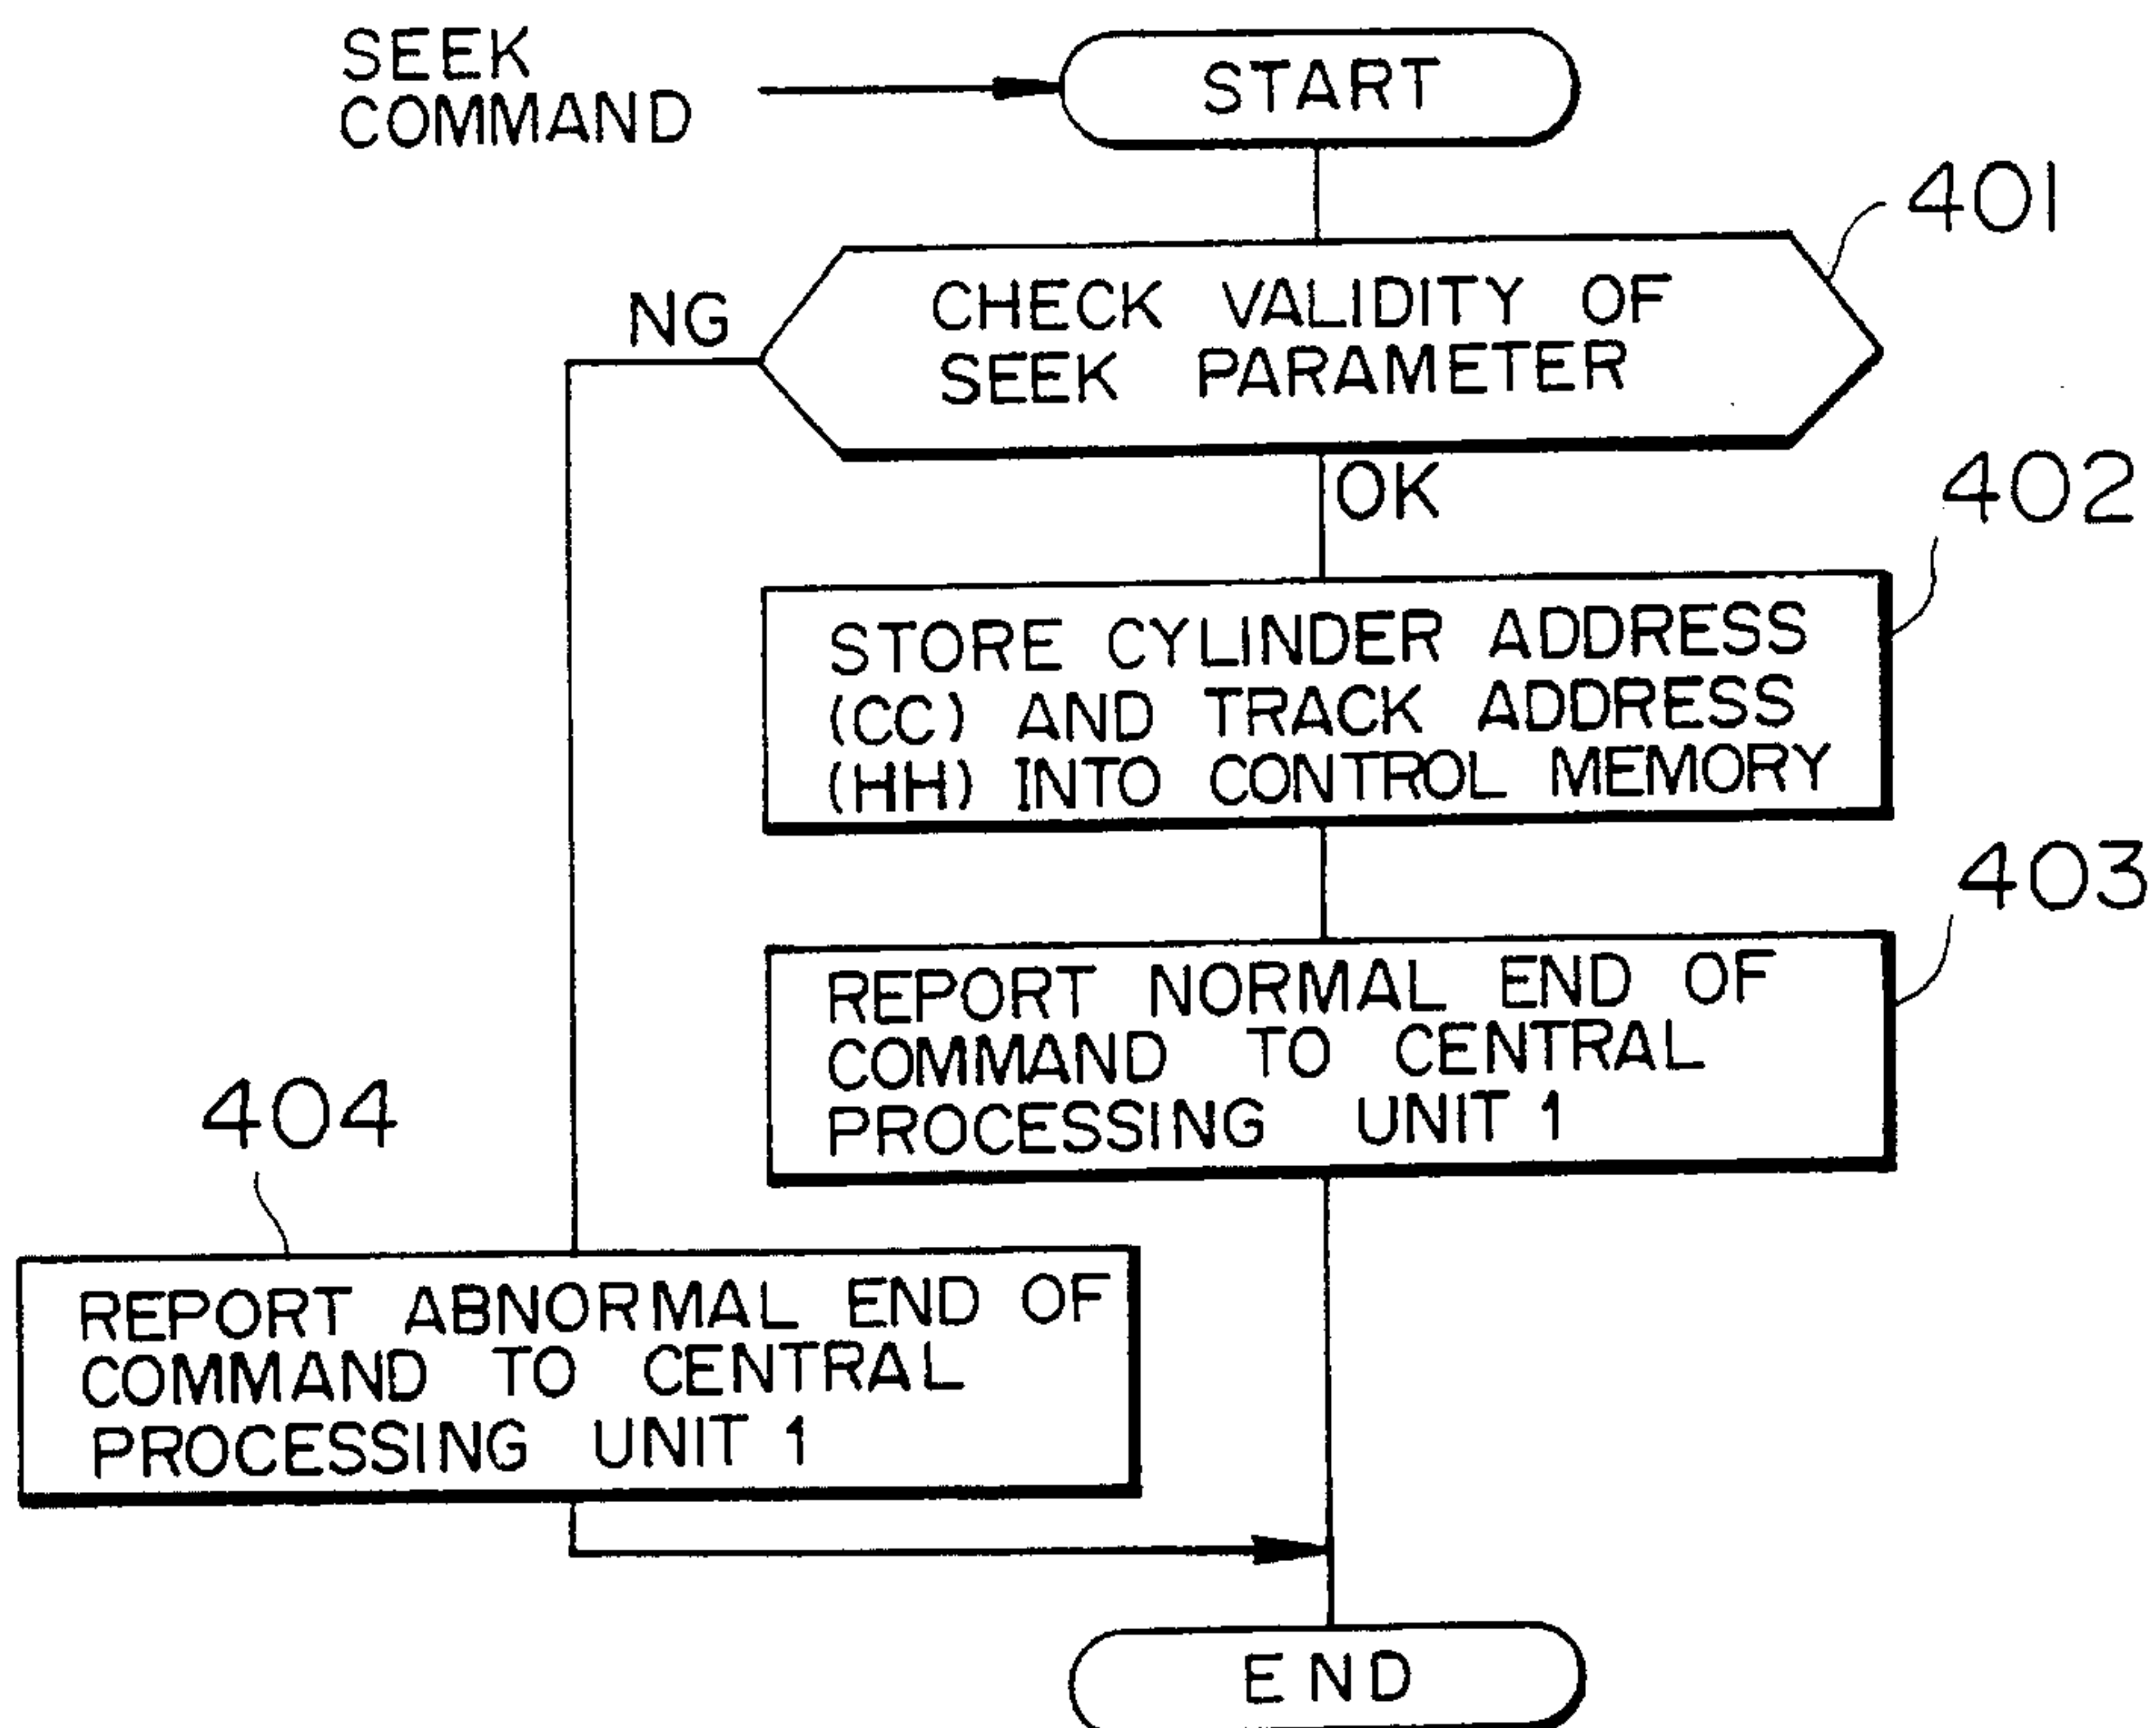 SEEK
COMMAND
START
401
NG
CHECK VALIDITY OF
SEEK PARAMETER
OK
402
STORE CYLINDER ADDRESS
(CC) AND TRACK ADDRESS
(HH) INTO CONTROL MEMORY
403
REPORT NORMAL END OF
COMMAND TO CENTRAL
PROCESSING UNIT 1
404
REPORT ABNORMAL END OF
COMMAND TO CENTRAL
PROCESSING UNIT 1
END